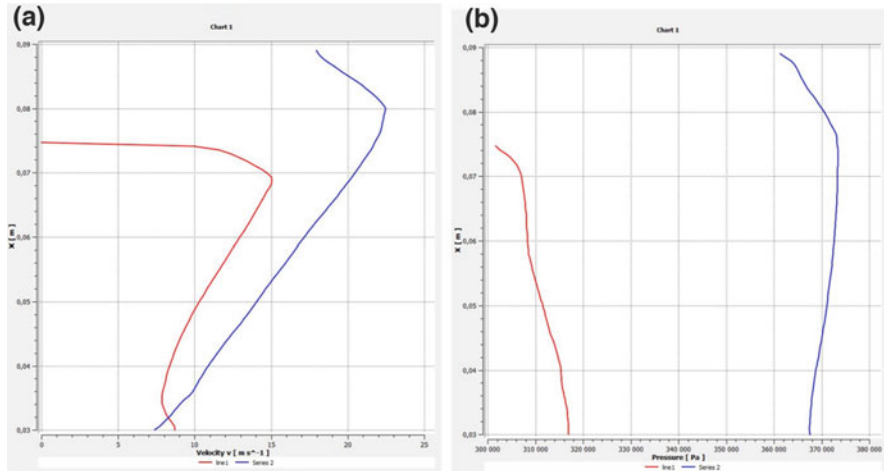 (a)
Chart 1
0,09
0,08
0,07
0,06
0,05
0,04
0,03
X [ m ]
0 5 10 15 20 25
Velocity v [ m s^-1 ]
line1 Series 2
(b)
Chart 1
0,09
0,08
0,07
0,06
0,05
0,04
0,03
X [ m ]
300 000 310 000 320 000 330 000 340 000 350 000 360 000 370 000 380 000
Pressure [ Pa ]
line1 Series 2